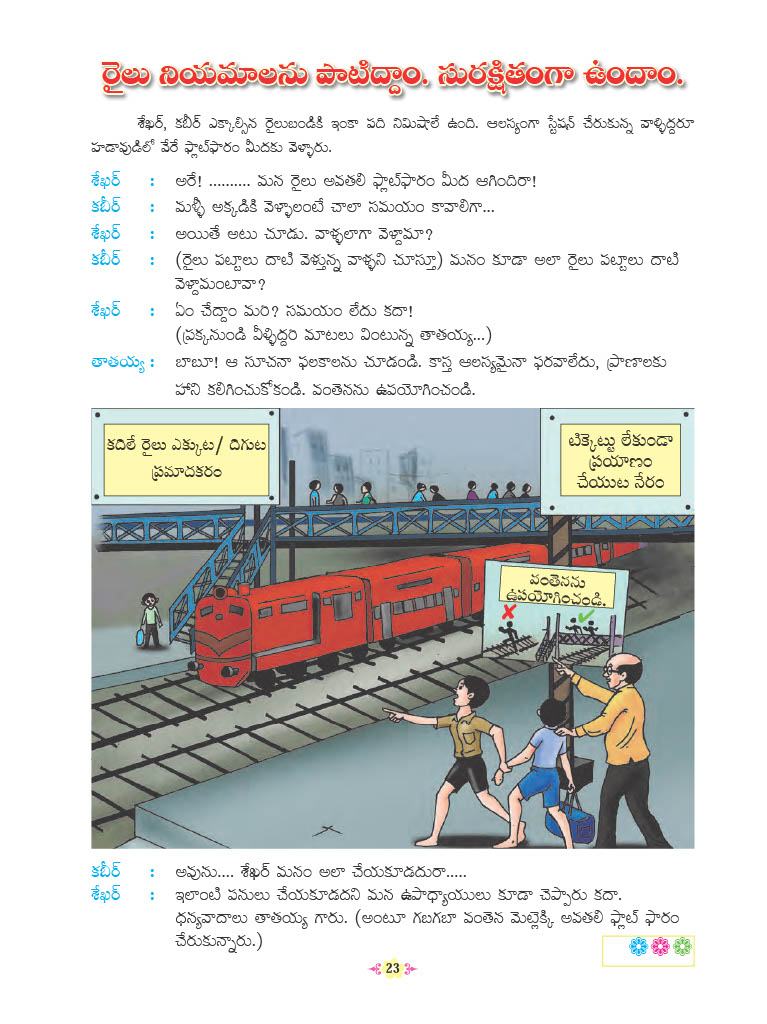 రైలు నియమాలను పాటిద్దాం. సురక్షితంగా ఉందాం.
శేఖర్, కబీర్ ఎక్కాల్సిన రైలుబండికి ఇంకా పది నిమిషాలే ఉంది. ఆలస్యంగా స్టేషన్ చేరుకున్న వాళ్ళిద్దరూ
హడావుడిలో వేరే ఫ్లాట్‌ఫారం మీదకు వెళ్ళారు.
శేఖర్ : అరే! .......... మన రైలు అవతలి ఫ్లాట్‌ఫారం మీద ఆగిందిరా!
కబీర్ : మళ్ళీ అక్కడికి వెళ్ళాలంటే చాలా సమయం కావాలిగా...
శేఖర్ : అయితే అటు చూడు. వాళ్ళలాగా వెళ్దామా?
కబీర్ : (రైలు పట్టాలు దాటి వెళ్తున్న వాళ్ళని చూస్తూ) మనం కూడా అలా రైలు పట్టాలు దాటి
వెళ్దామంటావా?
శేఖర్ : ఏం చేద్దాం మరి? సమయం లేదు కదా!
(ప్రక్కనుండి వీళ్ళిద్దరి మాటలు వింటున్న తాతయ్య...)
తాతయ్య : బాబూ! ఆ సూచనా ఫలకాలను చూడండి. కాస్త ఆలస్యమైనా ఫరవాలేదు, ప్రాణాలకు
హాని కలిగించుకోకండి. వంతెనను ఉపయోగించండి.
కదిలే రైలు ఎక్కుట/ దిగుట
ప్రమాదకరం
టిక్కెట్టు లేకుండా
ప్రయాణం
చేయుట నేరం
వంతెనను
ఉపయోగించండి.
కబీర్ : అవును.... శేఖర్ మనం అలా చేయకూడదురా.....
శేఖర్ : ఇలాంటి పనులు చేయకూడదని మన ఉపాధ్యాయులు కూడా చెప్పారు కదా.
ధన్యవాదాలు తాతయ్య గారు. (అంటూ గబగబా వంతెన మెట్లెక్కి అవతలి ఫ్లాట్ ఫారం
చేరుకున్నారు.)
23